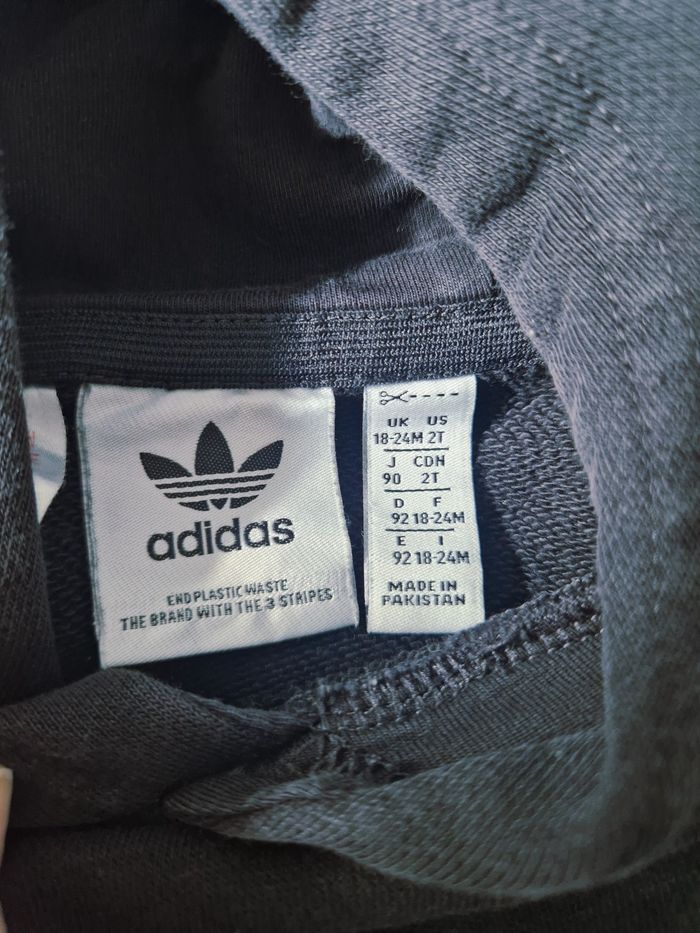 adidas
END PLASTIC WASTE
THE BRAND WITH THE 3 STRIPES
UK US
18-24M 2T
J CDN
90 2T
D F
92 18-24M
E I
92 18-24M
MADE IN
PAKISTAN